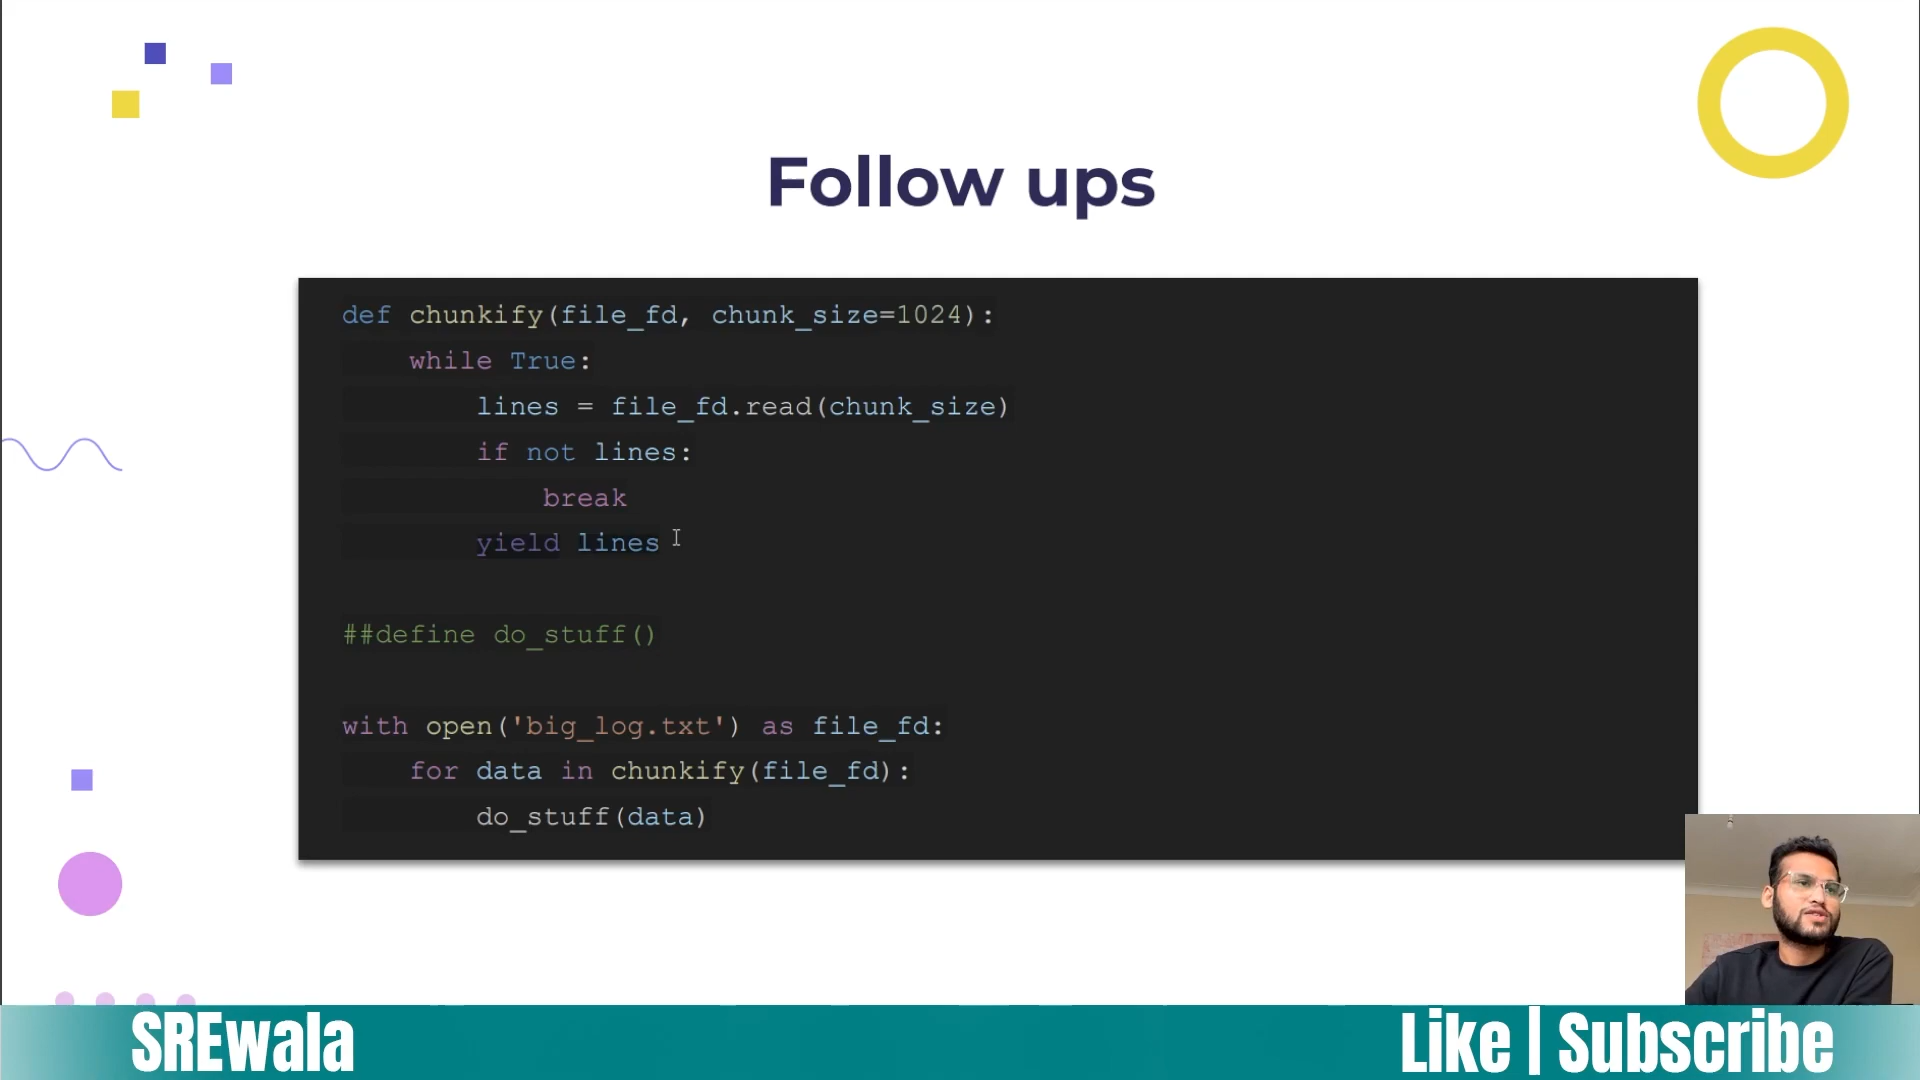 Follow ups
def chunkify(file_fd, chunk_size=1024):
    while True:
        lines = file_fd.read(chunk_size)
        if not lines:
            break
        yield lines
##define do_stuff()
with open('big_log.txt') as file_fd:
    for data in chunkify(file_fd):
        do_stuff(data)
SREwala
Like | Subscribe